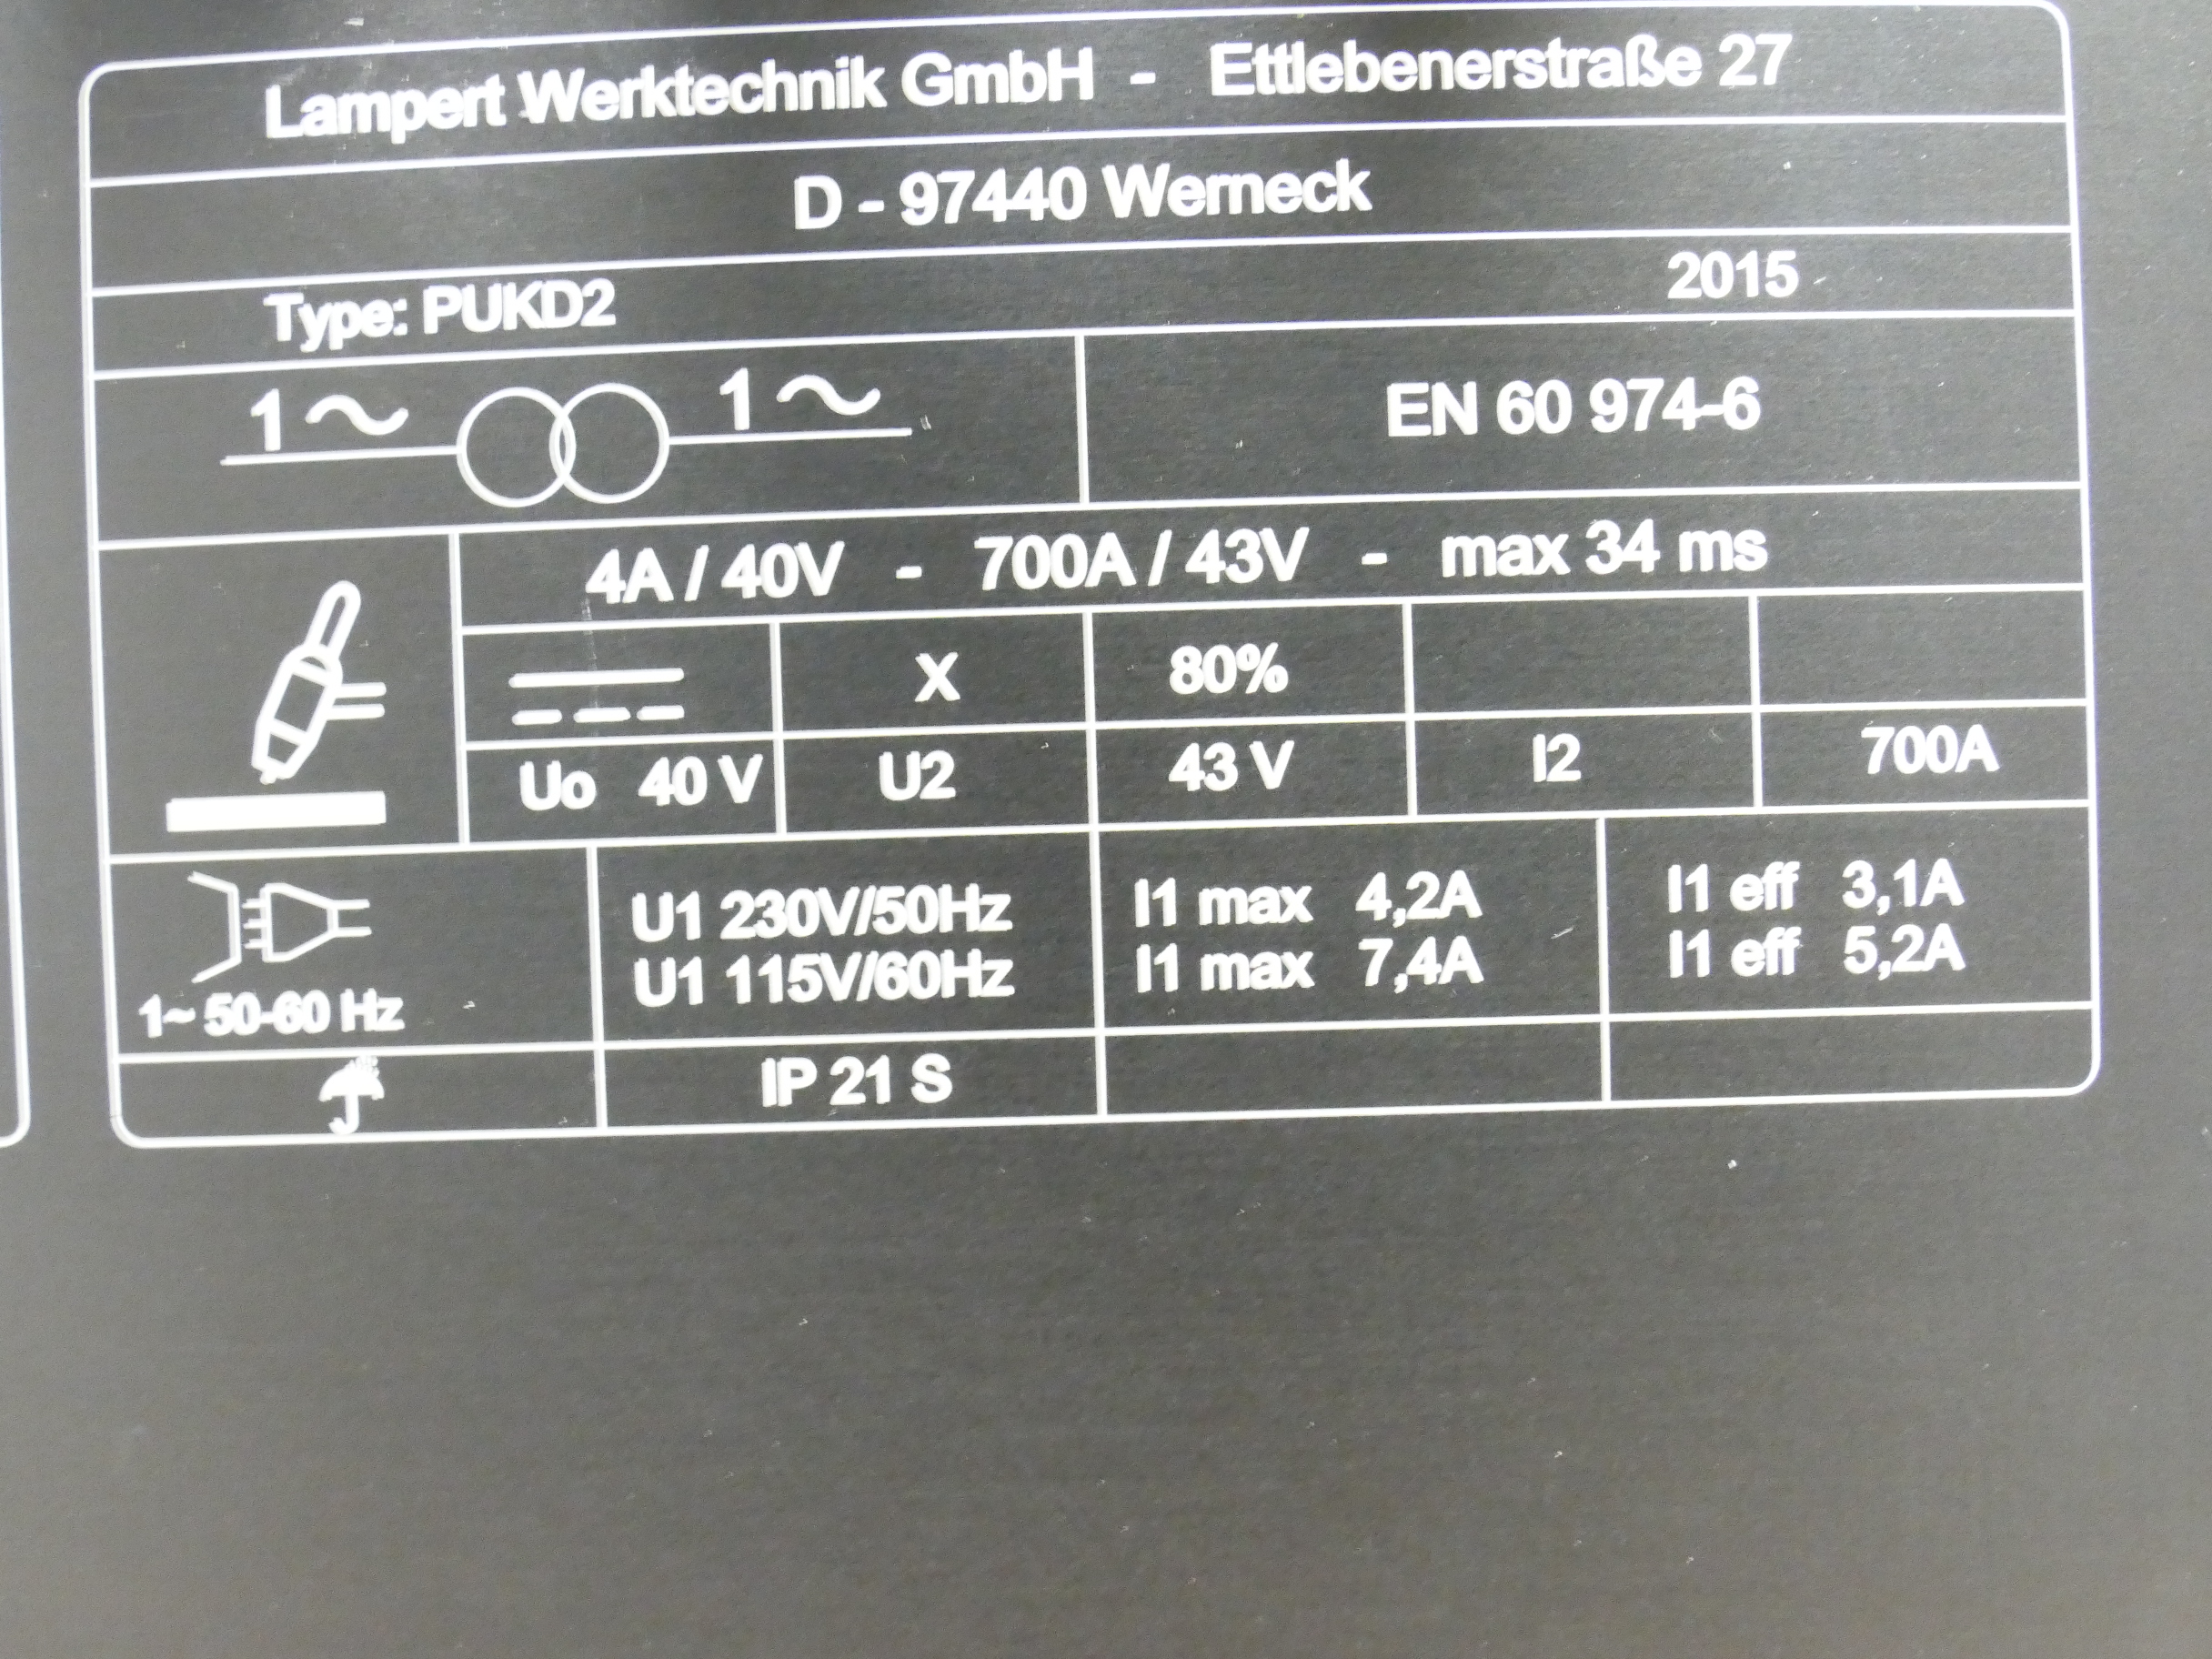 Lampert Werktechnik GmbH - Ettlebenerstraße 27
D - 97440 Werneck
Type: PUKD2 2015
1~ 1~ EN 60 974-6
4A / 40V - 700A / 43V - max 34 ms
X 80%
Uo 40 V U2 43 V I2 700A
U1 230V/50Hz I1 max 4,2A I1 eff 3,1A
U1 115V/60Hz I1 max 7,4A I1 eff 5,2A
1~ 50-60 Hz
IP 21 S